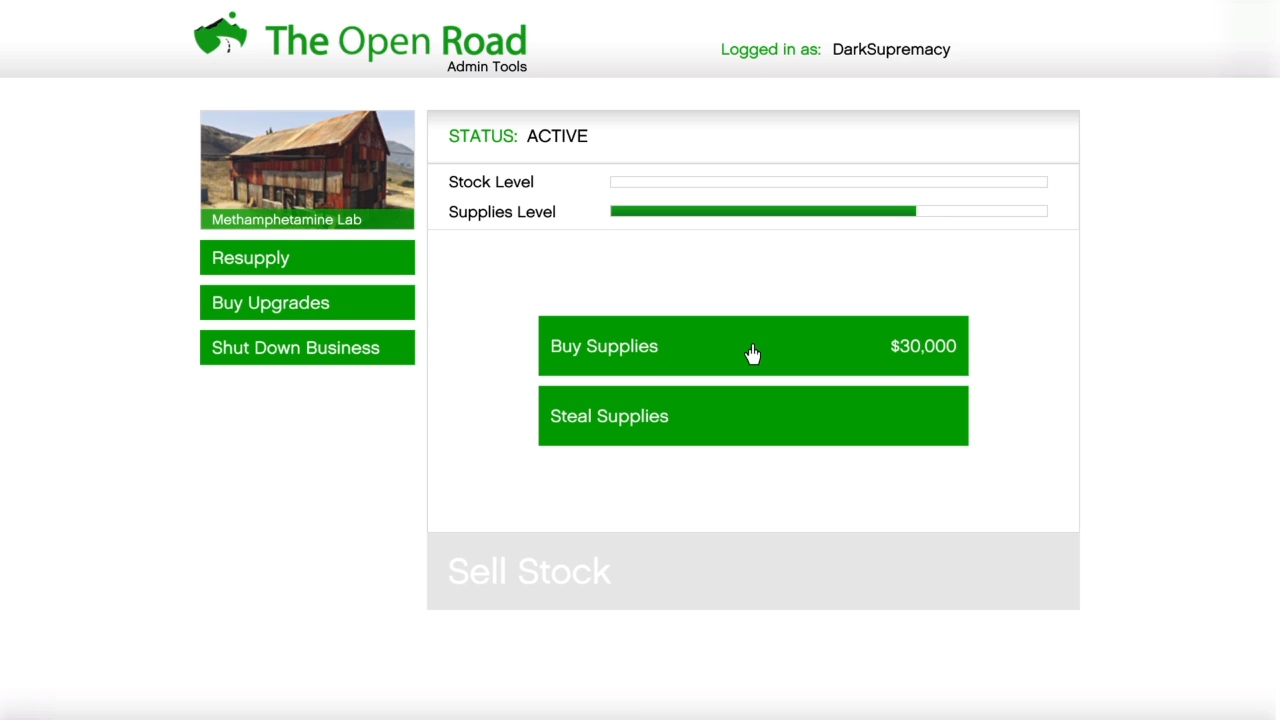 The Open Road
Admin Tools
Logged in as: DarkSupremacy
Methamphetamine Lab
Resupply
Buy Upgrades
Shut Down Business
STATUS: ACTIVE
Stock Level
Supplies Level
Buy Supplies $30,000
Steal Supplies
Sell Stock